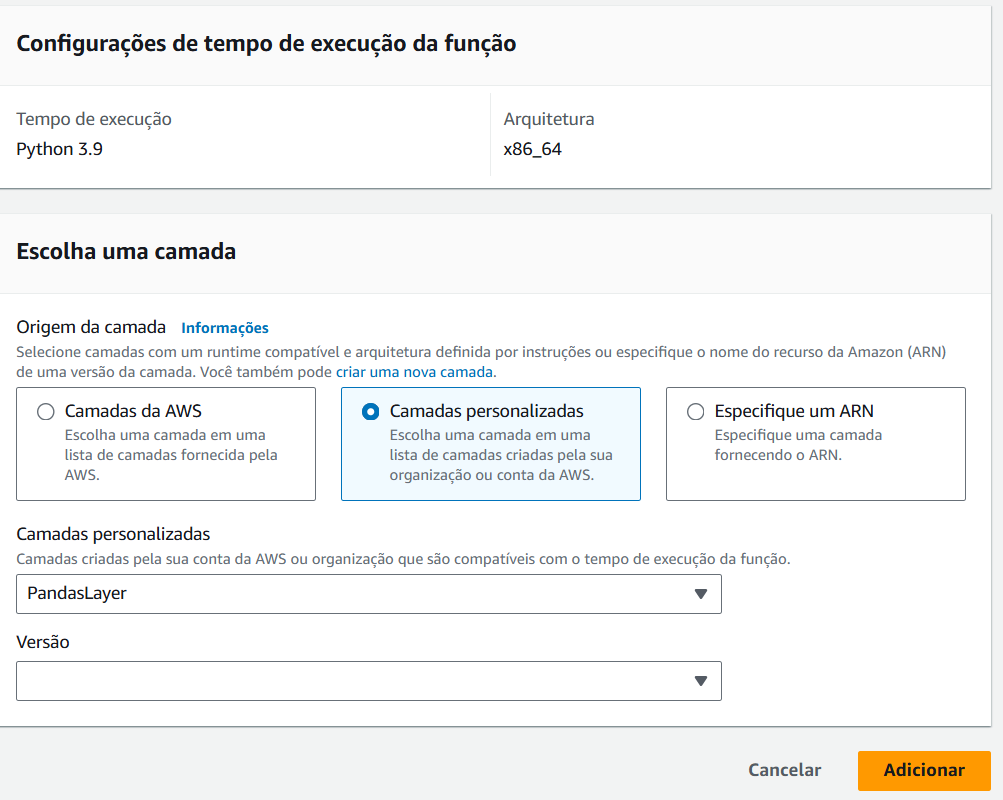 Configurações de tempo de execução da função
Tempo de execução
Python 3.9
Arquitetura
x86_64
Escolha uma camada
Origem da camada Informações
Selecione camadas com um runtime compatível e arquitetura definida por instruções ou especifique o nome do recurso da Amazon (ARN)
de uma versão da camada. Você também pode criar uma nova camada.
Camadas da AWS
Escolha uma camada em uma
lista de camadas fornecida pela
AWS.
Camadas personalizadas
Escolha uma camada em uma
lista de camadas criadas pela sua
organização ou conta da AWS.
Especifique um ARN
Especifique uma camada
fornecendo o ARN.
Camadas personalizadas
Camadas criadas pela sua conta da AWS ou organização que são compatíveis com o tempo de execução da função.
PandasLayer
Versão
Cancelar
Adicionar